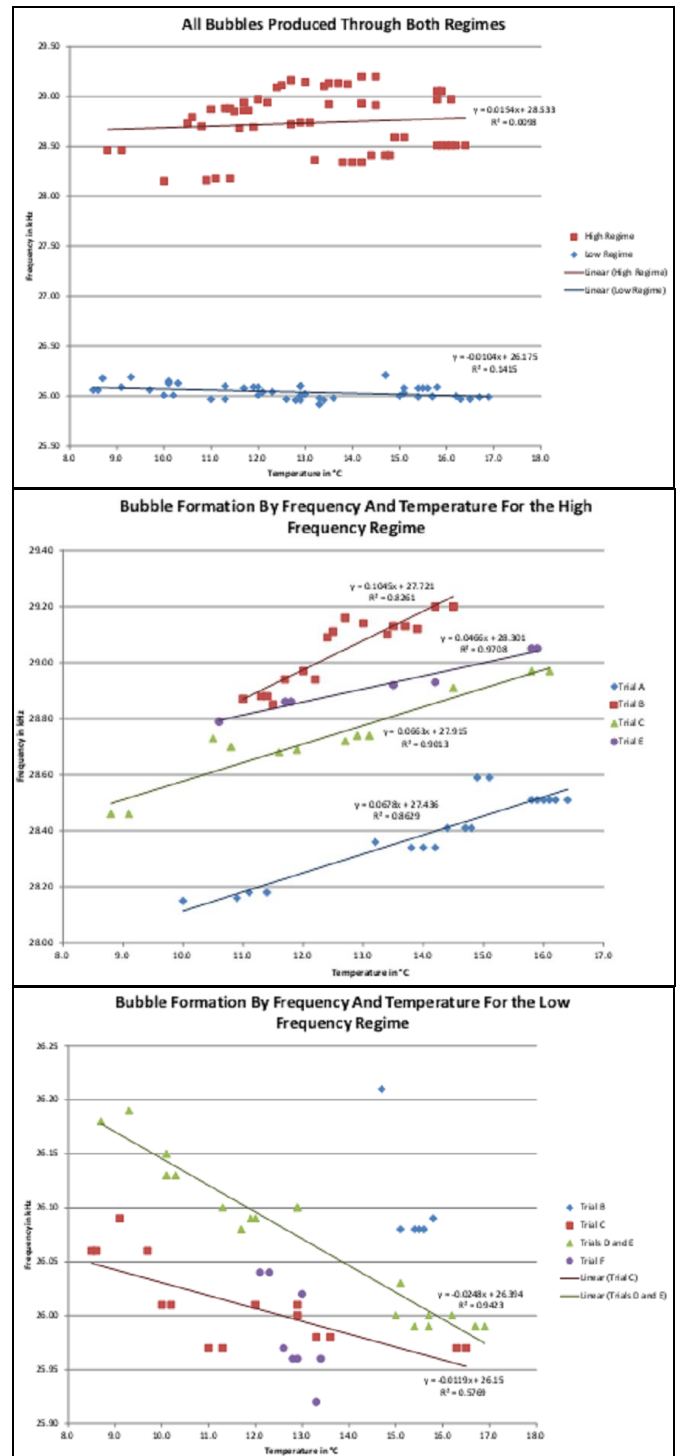 All Bubbles Produced Through Both Regimes
29.50
29.00
28.50
28.00
27.50
27.00
26.50
26.00
25.50
Frequency in kHz
y = 0.0154x + 28.533
R² = 0.0098
y = -0.0104x + 26.175
R² = 0.1415
High Regime
Low Regime
Linear (High Regime)
Linear (Low Regime)
8.0 9.0 10.0 11.0 12.0 13.0 14.0 15.0 16.0 17.0 18.0
Temperature in °C
Bubble Formation By Frequency And Temperature For the High
Frequency Regime
29.40
29.20
29.00
28.80
28.60
28.40
28.20
28.00
Frequency in kHz
y = 0.1045x + 27.721
R² = 0.8261
y = 0.0466x + 28.301
R² = 0.9708
y = 0.0663x + 27.915
R² = 0.9013
y = 0.0678x + 27.436
R² = 0.8629
Trial A
Trial B
Trial C
Trial E
8.0 9.0 10.0 11.0 12.0 13.0 14.0 15.0 16.0 17.0
Temperature in °C
Bubble Formation By Frequency And Temperature For the Low
Frequency Regime
26.25
26.20
26.15
26.10
26.05
26.00
25.95
25.90
Frequency in kHz
y = -0.0248x + 26.394
R² = 0.9423
y = -0.0119x + 26.15
R² = 0.5769
Trial B
Trial C
Trials D and E
Trial F
Linear (Trial C)
Linear (Trials D and E)
8.0 9.0 10.0 11.0 12.0 13.0 14.0 15.0 16.0 17.0 18.0
Temperature in °C